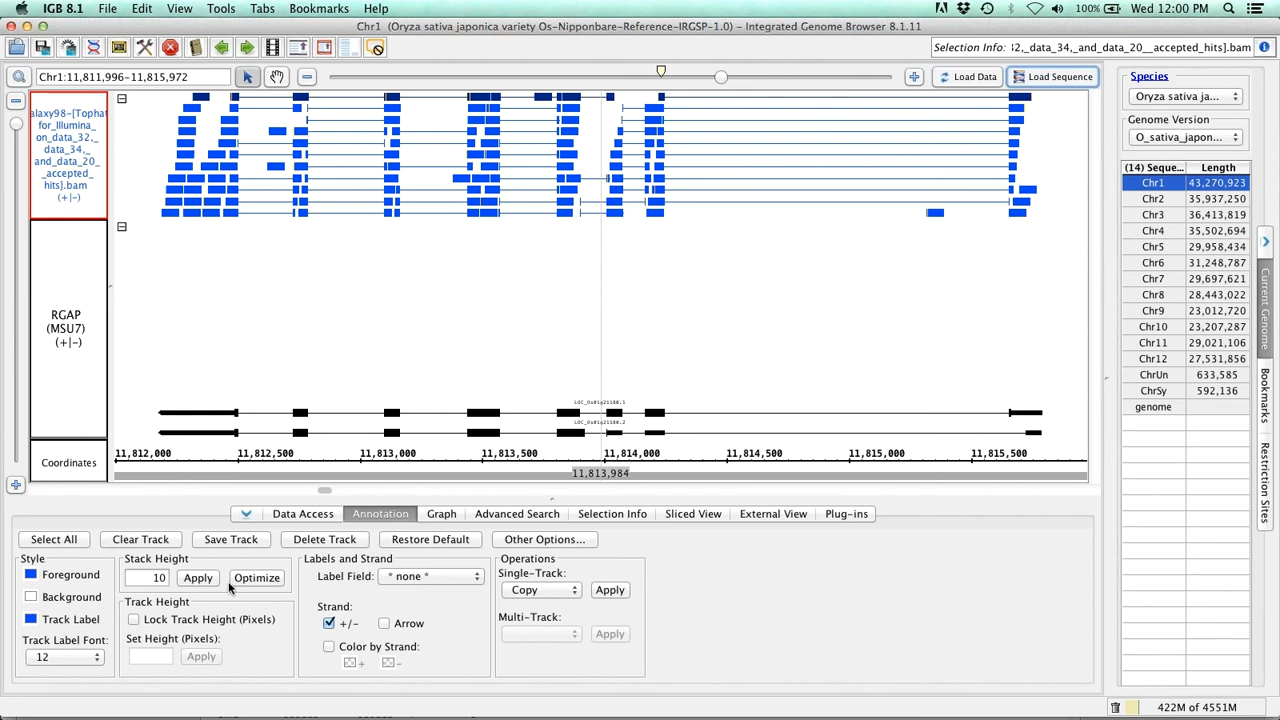 IGB 8.1 File Edit View Tools Tabs Bookmarks Help 100% Wed 12:00 PM
Chr1 (Oryza sativa japonica variety Os-Nipponbare-Reference-IRGSP-1.0) - Integrated Genome Browser 8.1.11
Selection Info: 32,_data_34,_and_data_20__accepted_hits].bam
Chr1:11,811,996-11,815,972 Load Data Load Sequence
alaxy98-[Tophat
for_Illumina_
on_data_32,_
data_34,_
and_data_20_
_accepted_
hits].bam
(+|-)
RGAP
(MSU7)
(+|-)
LOC_Os01g21180.1
LOC_Os01g21180.2
Coordinates
11,812,000 11,812,500 11,813,000 11,813,500 11,814,000 11,814,500 11,815,000 11,815,500
11,813,984
Species
Oryza sativa ja...
Genome Version
O_sativa_japon...
(14) Seque... Length
Chr1 43,270,923
Chr2 35,937,250
Chr3 36,413,819
Chr4 35,502,694
Chr5 29,958,434
Chr6 31,248,787
Chr7 29,697,621
Chr8 28,443,022
Chr9 23,012,720
Chr10 23,207,287
Chr11 29,021,106
Chr12 27,531,856
ChrUn 633,585
ChrSy 592,136
genome
Current Genome
Bookmarks
Restriction Sites
Data Access Annotation Graph Advanced Search Selection Info Sliced View External View Plug-ins
Select All Clear Track Save Track Delete Track Restore Default Other Options...
Style
Foreground
Background
Track Label
Track Label Font:
12
Stack Height
10 Apply Optimize
Track Height
Lock Track Height (Pixels)
Set Height (Pixels):
Apply
Labels and Strand
Label Field: * none *
Strand:
+/- Arrow
Color by Strand:
+ -
Operations
Single-Track:
Copy Apply
Multi-Track:
Apply
422M of 4551M